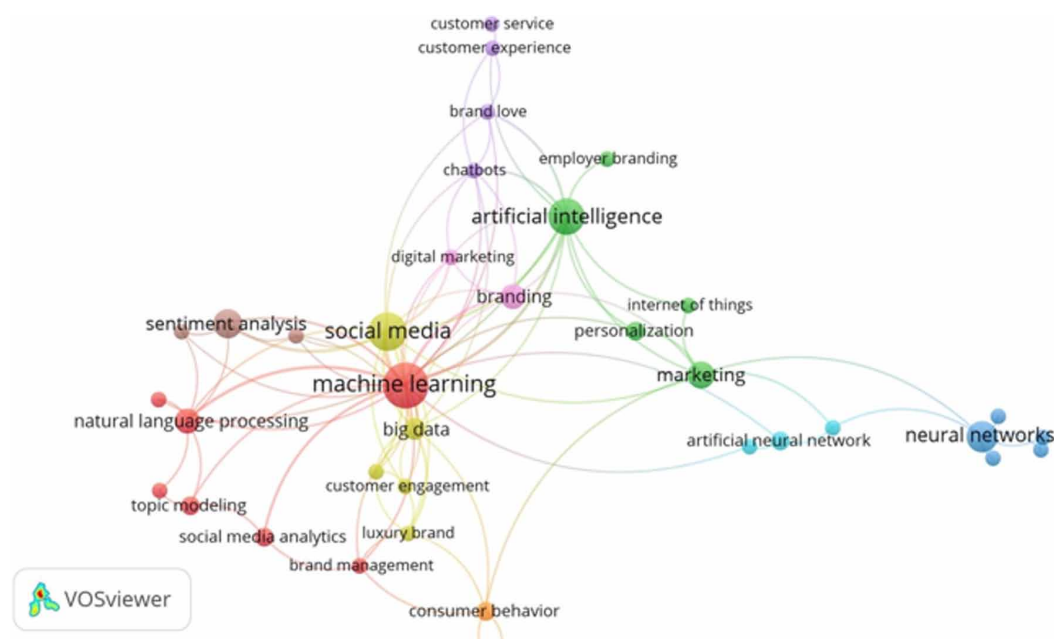 customer service
customer experience
brand love
chatbots
employer branding
artificial intelligence
digital marketing
branding
internet of things
sentiment analysis
social media
personalization
machine learning
marketing
natural language processing
big data
artificial neural network
neural networks
customer engagement
topic modeling
social media analytics
luxury brand
brand management
VOSviewer
consumer behavior